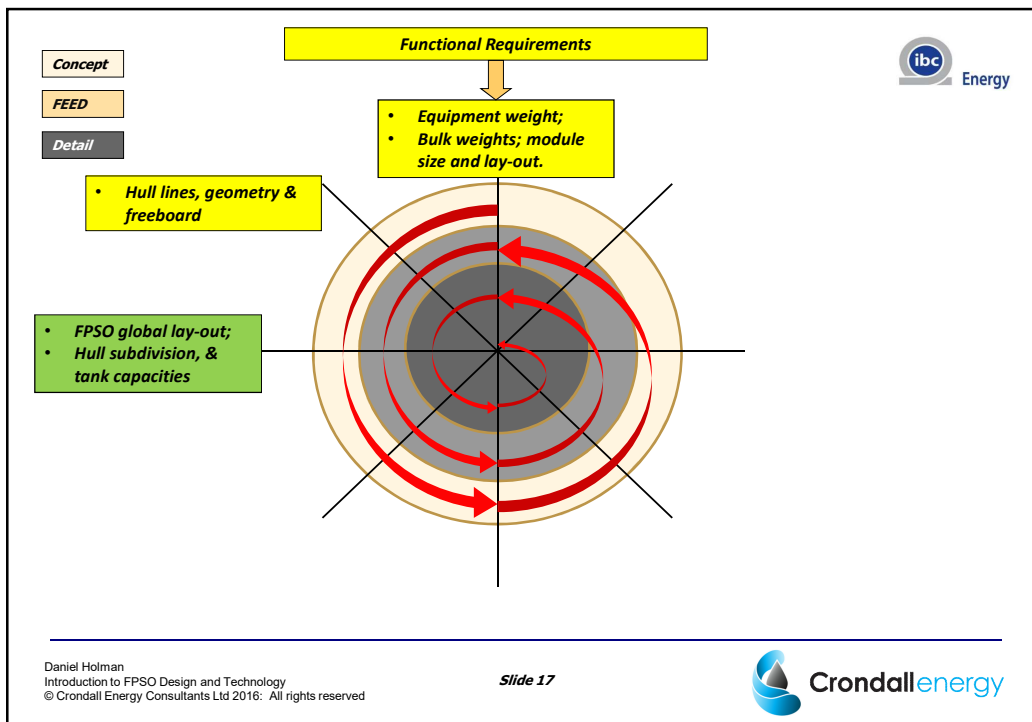 Functional Requirements
Concept
FEED
Detail
ibc
Energy
• Equipment weight;
• Bulk weights; module
size and lay-out.
• Hull lines, geometry &
freeboard
• FPSO global lay-out;
• Hull subdivision, &
tank capacities
Daniel Holman
Introduction to FPSO Design and Technology
© Crondall Energy Consultants Ltd 2016: All rights reserved
Slide 17
Crondallenergy